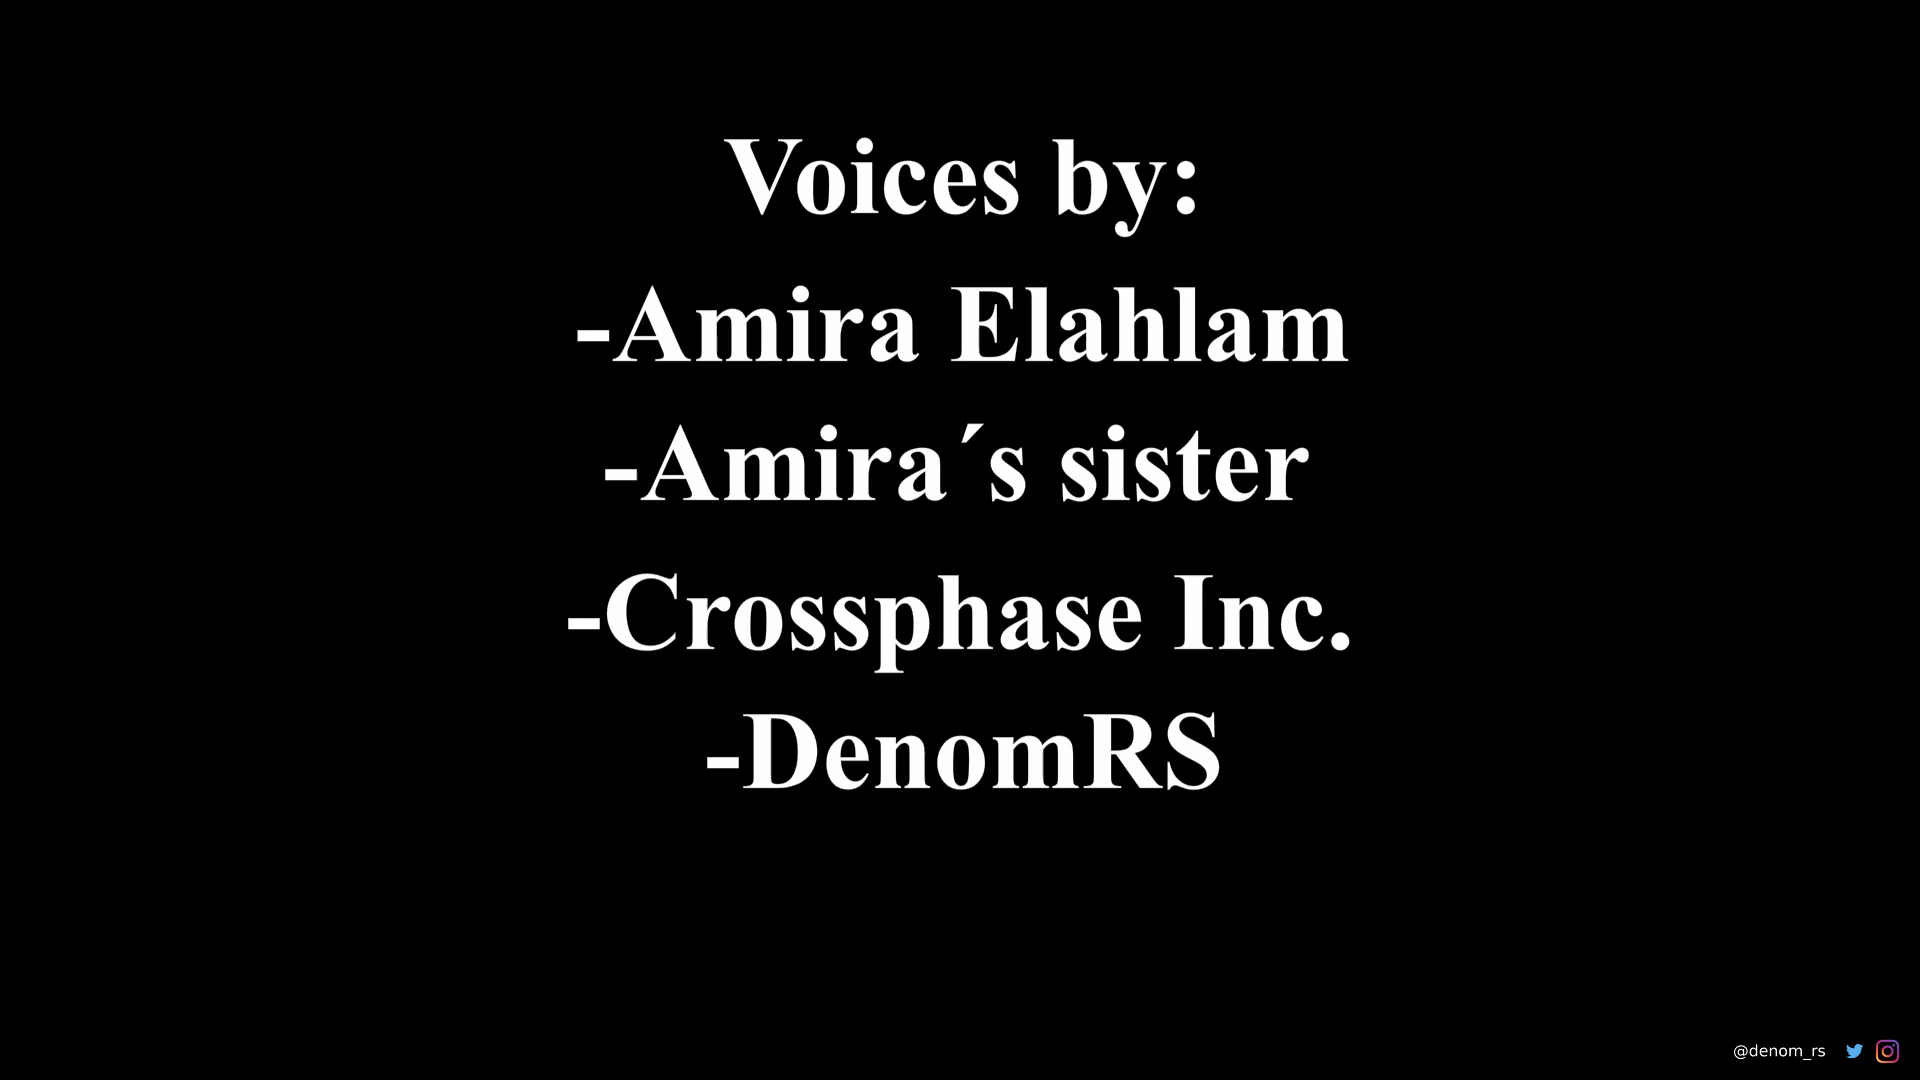 Voices by:
-Amira Elahlam
-Amira´s sister
-Crossphase Inc.
-DenomRS
@denom_rs